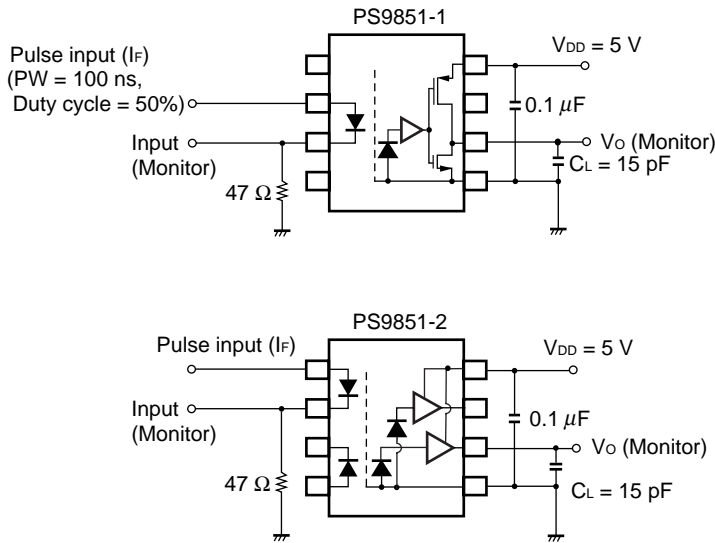 PS9851-1
Pulse input (IF)
(PW = 100 ns,
Duty cycle = 50%)
Input
(Monitor)
47 Ω
VDD = 5 V
0.1 μF
VO (Monitor)
CL = 15 pF
PS9851-2
Pulse input (IF)
Input
(Monitor)
47 Ω
VDD = 5 V
0.1 μF
VO (Monitor)
CL = 15 pF